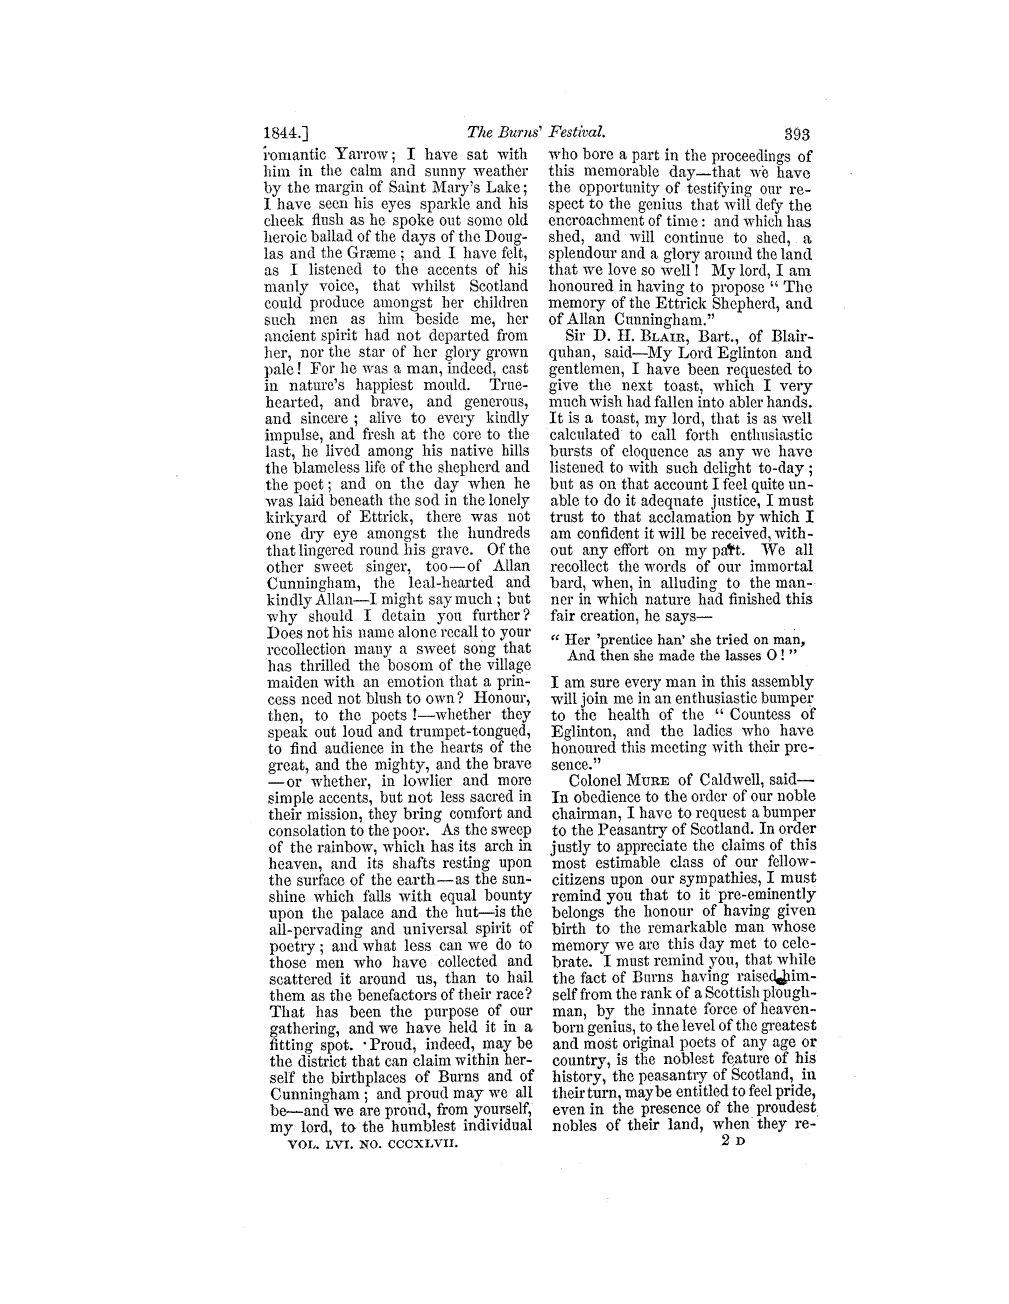 1844.] The Burns' Festival. 393
romantic Yarrow; I have sat with
him in the calm and sunny weather
by the margin of Saint Mary's Lake;
I have seen his eyes sparkle and his
cheek flush as he spoke out some old
heroic ballad of the days of the Doug-
las and the Græme; and I have felt,
as I listened to the accents of his
manly voice, that whilst Scotland
could produce amongst her children
such men as him beside me, her
ancient spirit had not departed from
her, nor the star of her glory grown
pale! For he was a man, indeed, cast
in nature's happiest mould. True-
hearted, and brave, and generous,
and sincere; alive to every kindly
impulse, and fresh at the core to the
last, he lived among his native hills
the blameless life of the shepherd and
the poet; and on the day when he
was laid beneath the sod in the lonely
kirkyard of Ettrick, there was not
one dry eye amongst the hundreds
that lingered round his grave. Of the
other sweet singer, too—of Allan
Cunningham, the leal-hearted and
kindly Allan—I might say much; but
why should I detain you further?
Does not his name alone recall to your
recollection many a sweet song that
has thrilled the bosom of the village
maiden with an emotion that a prin-
cess need not blush to own? Honour,
then, to the poets!—whether they
speak out loud and trumpet-tongued,
to find audience in the hearts of the
great, and the mighty, and the brave
—or whether, in lowlier and more
simple accents, but not less sacred in
their mission, they bring comfort and
consolation to the poor. As the sweep
of the rainbow, which has its arch in
heaven, and its shafts resting upon
the surface of the earth—as the sun-
shine which falls with equal bounty
upon the palace and the hut—is the
all-pervading and universal spirit of
poetry; and what less can we do to
those men who have collected and
scattered it around us, than to hail
them as the benefactors of their race?
That has been the purpose of our
gathering, and we have held it in a
fitting spot. Proud, indeed, may be
the district that can claim within her-
self the birthplaces of Burns and of
Cunningham; and proud may we all
be—and we are proud, from yourself,
my lord, to the humblest individual
VOL. LVI. NO. CCCXLVII.
who bore a part in the proceedings of
this memorable day—that we have
the opportunity of testifying our re-
spect to the genius that will defy the
encroachment of time: and which has
shed, and will continue to shed, a
splendour and a glory around the land
that we love so well! My lord, I am
honoured in having to propose "The
memory of the Ettrick Shepherd, and
of Allan Cunningham."
Sir D. H. BLAIR, Bart., of Blair-
quhan, said—My Lord Eglinton and
gentlemen, I have been requested to
give the next toast, which I very
much wish had fallen into abler hands.
It is a toast, my lord, that is as well
calculated to call forth enthusiastic
bursts of eloquence as any we have
listened to with such delight to-day;
but as on that account I feel quite un-
able to do it adequate justice, I must
trust to that acclamation by which I
am confident it will be received, with-
out any effort on my part. We all
recollect the words of our immortal
bard, when, in alluding to the man-
ner in which nature had finished this
fair creation, he says—
"Her 'prentice han' she tried on man,
And then she made the lasses O!"
I am sure every man in this assembly
will join me in an enthusiastic bumper
to the health of the "Countess of
Eglinton, and the ladies who have
honoured this meeting with their pre-
sence."
Colonel MURE of Caldwell, said—
In obedience to the order of our noble
chairman, I have to request a bumper
to the Peasantry of Scotland. In order
justly to appreciate the claims of this
most estimable class of our fellow-
citizens upon our sympathies, I must
remind you that to it pre-eminently
belongs the honour of having given
birth to the remarkable man whose
memory we are this day met to cele-
brate. I must remind you, that while
the fact of Burns having raised him-
self from the rank of a Scottish plough-
man, by the innate force of heaven-
born genius, to the level of the greatest
and most original poets of any age or
country, is the noblest feature of his
history, the peasantry of Scotland, in
their turn, may be entitled to feel pride,
even in the presence of the proudest
nobles of their land, when they re-
2 D